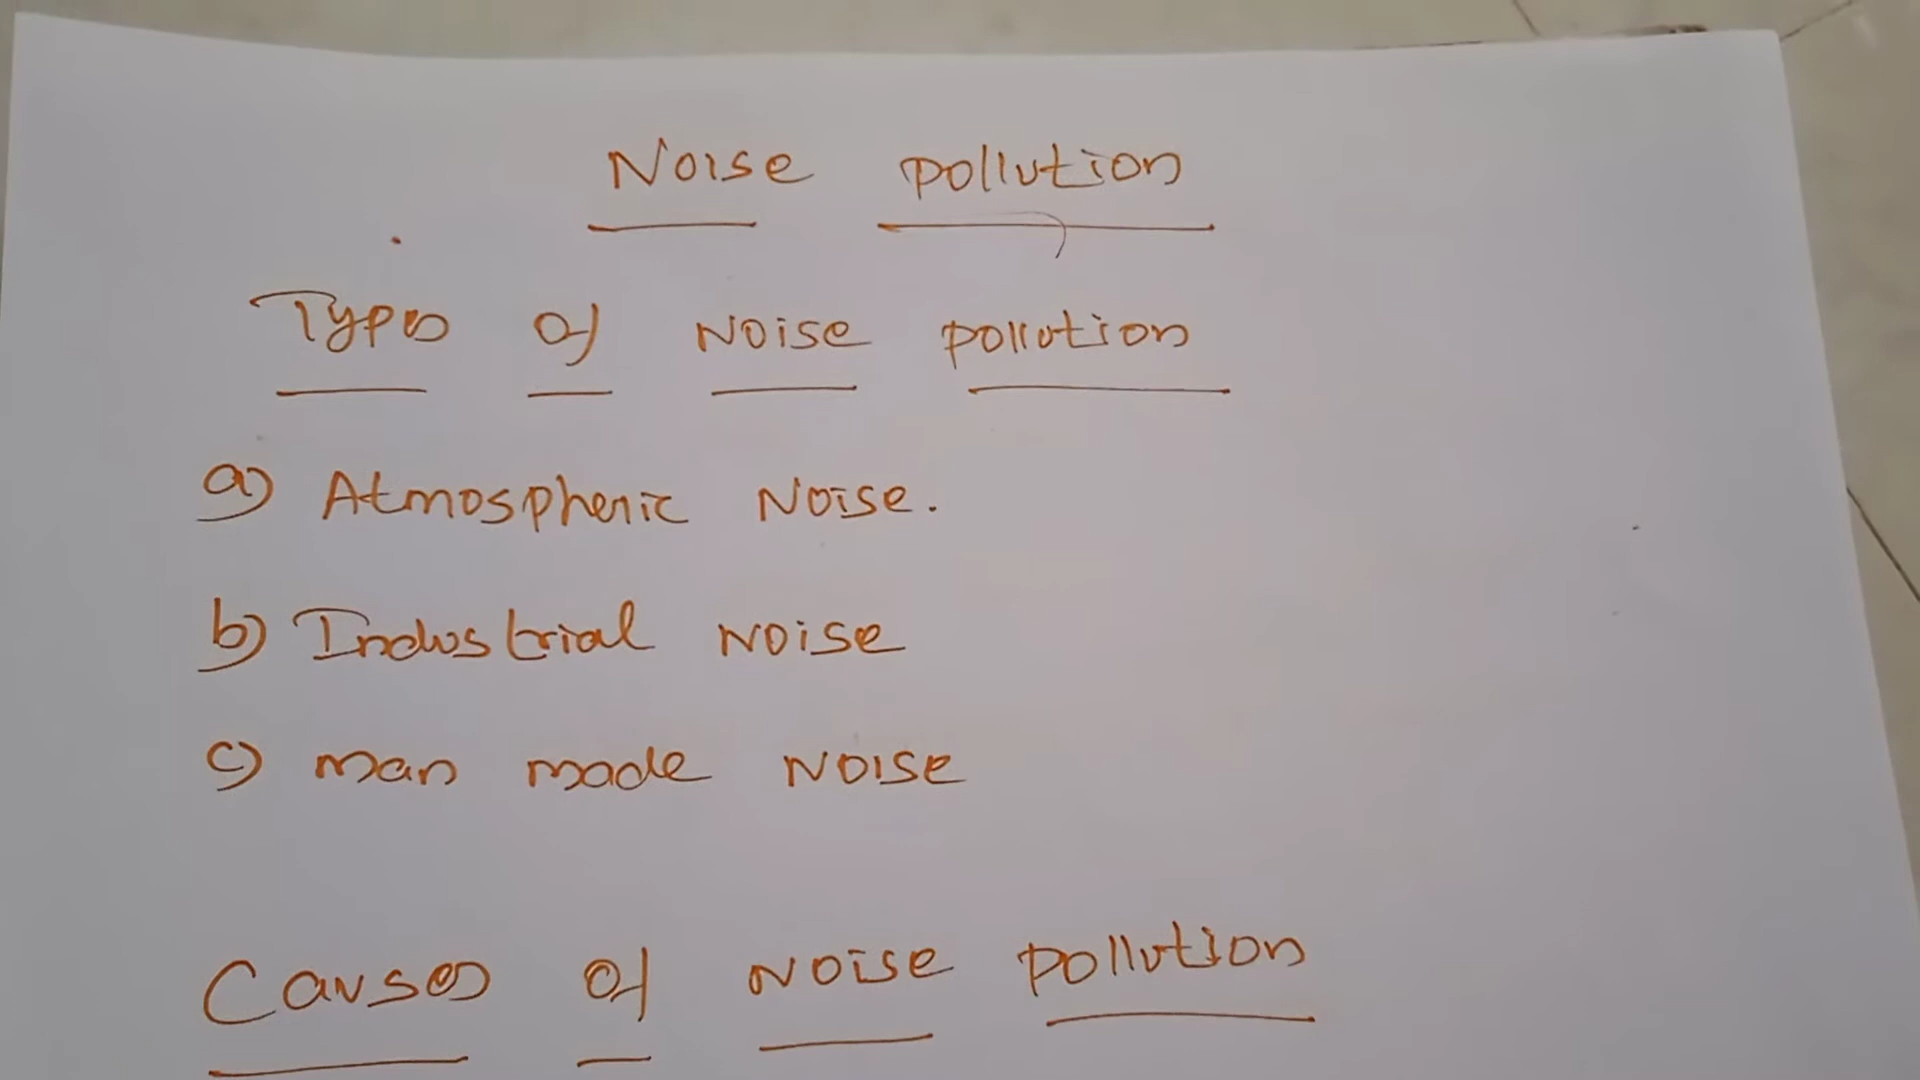 Noise pollution
Types of Noise pollution
a) Atmospheric Noise.
b) Industrial Noise
c) man made Noise
Causes of Noise pollution